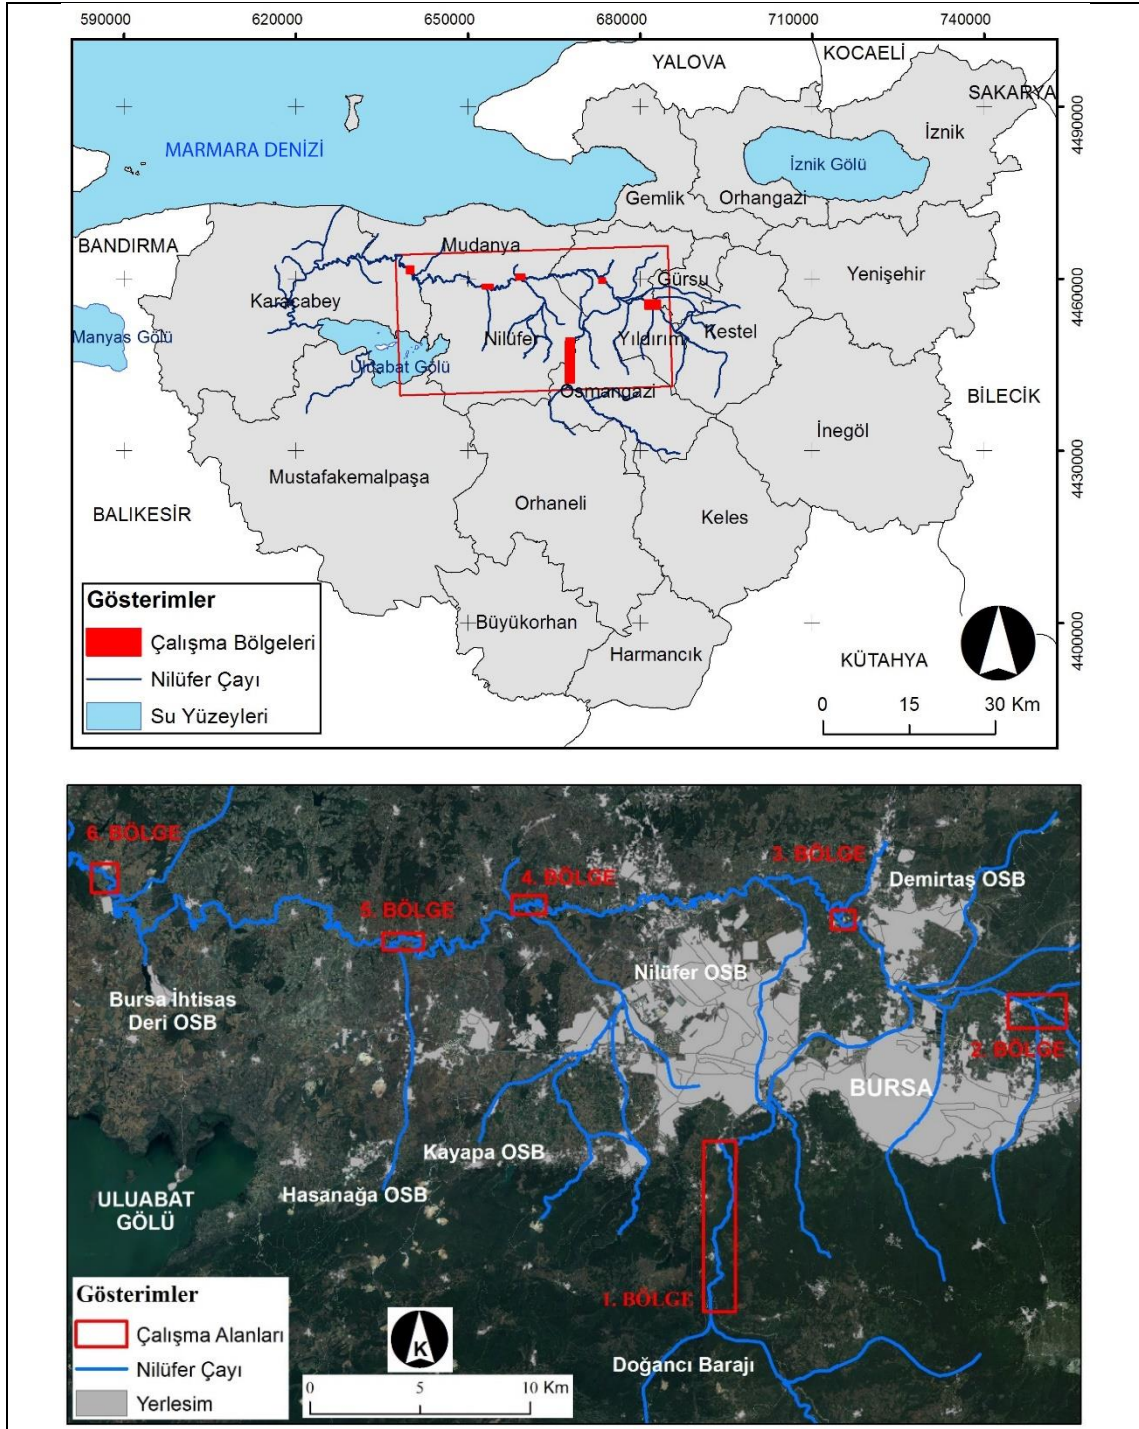 590000 620000 650000 680000 710000 740000
YALOVA
KOCAELİ
SAKARYA
MARMARA DENİZİ
İznik
İznik Gölü
4490000
Gemlik
Orhangazi
BANDIRMA
Mudanya
Yenişehir
Gürsu
Karacabey
4460000
Manyas Gölü
Nilüfer
Yıldırım
Kestel
Uluabat Gölü
Osmangazi
BİLECİK
İnegöl
4430000
Mustafakemalpaşa
Orhaneli
Keles
BALIKESİR
Gösterimler
Çalışma Bölgeleri
Nilüfer Çayı
Su Yüzeyleri
Büyükorhan
Harmancık
KÜTAHYA
4400000
0 15 30 Km
6. BÖLGE
3. BÖLGE
4. BÖLGE
Demirtaş OSB
5. BÖLGE
Nilüfer OSB
Bursa İhtisas
Deri OSB
2. BÖLGE
BURSA
Kayapa OSB
Hasanağa OSB
ULUABAT
GÖLÜ
1. BÖLGE
Doğancı Barajı
Gösterimler
Çalışma Alanları
Nilüfer Çayı
Yerlesim
K
0 5 10 Km